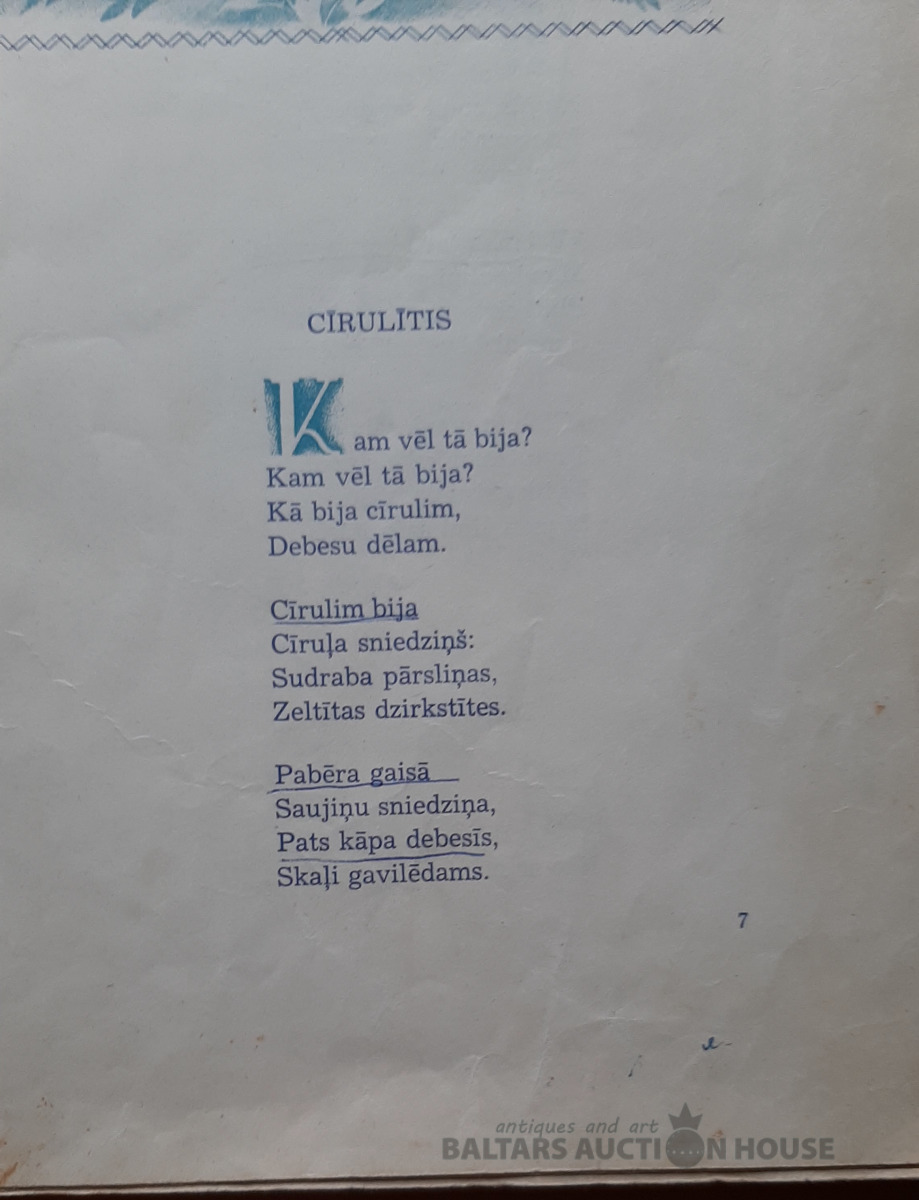 CĪRULĪTIS
Kam vēl tā bija?
Kam vēl tā bija?
Kā bija cīrulim,
Debesu dēlam.
Cīrulim bija
Cīruļa sniedziņš:
Sudraba pārsliņas,
Zeltītas dzirkstītes.
Pabēra gaisā
Saujiņu sniedziņa,
Pats kāpa debesīs,
Skaļi gavilēdams.
7
antiques and art
BALTARS AUCTION HOUSE